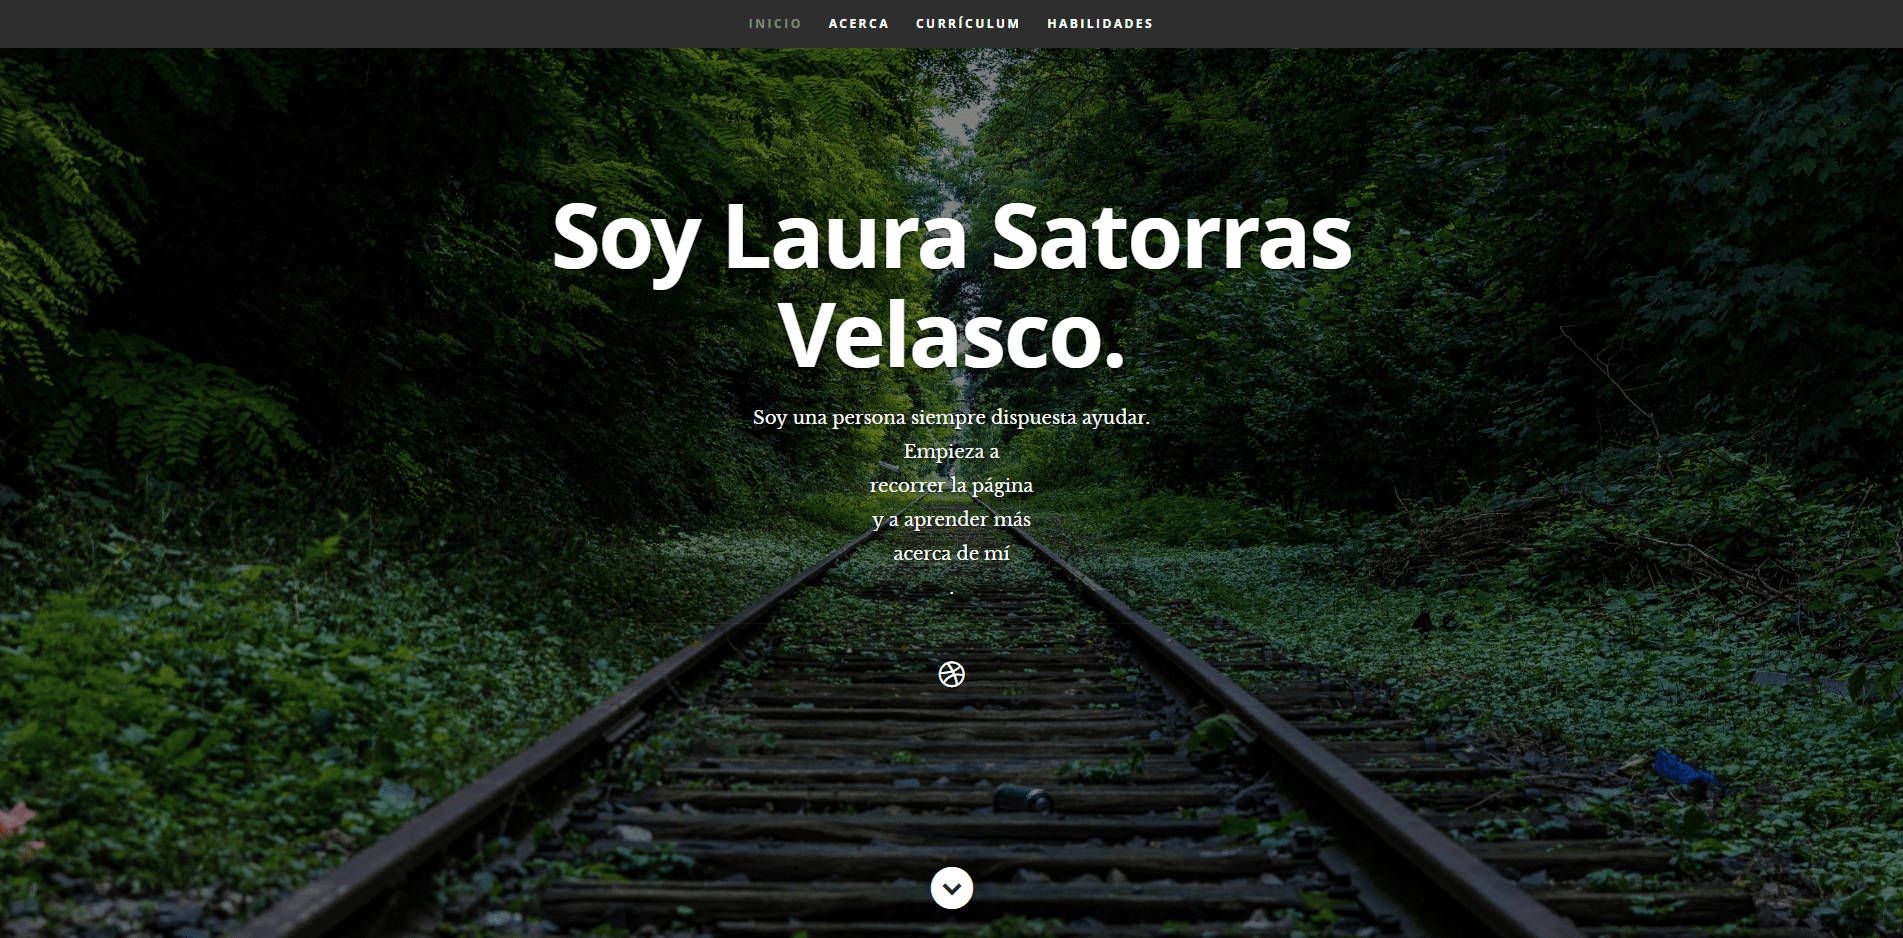 INICIO ACERCA CURRÍCULUM HABILIDADES
Soy Laura Satorras
Velasco.
Soy una persona siempre dispuesta ayudar.
Empieza a
recorrer la página
y a aprender más
acerca de mí
.